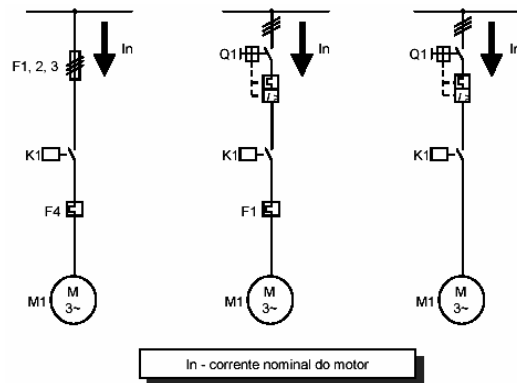 F1, 2, 3
In
K1
F4
M1
M
3~
Q1
In
K1
F1
M1
M
3~
Q1
In
K1
M1
M
3~
In - corrente nominal do motor